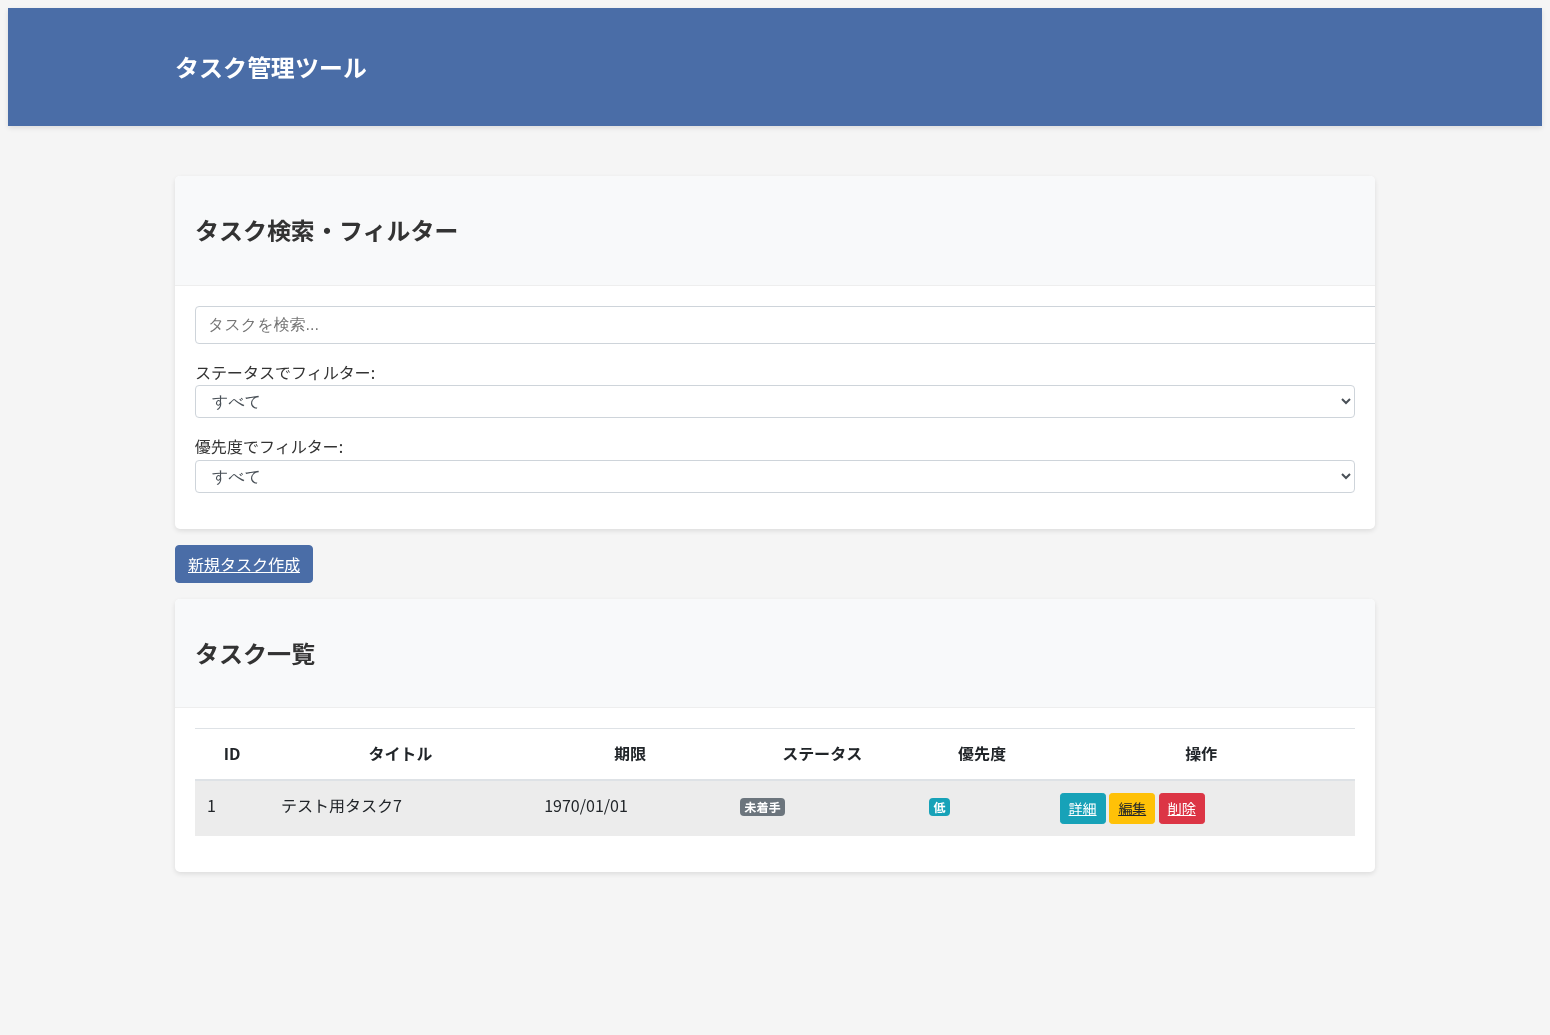 タスク管理ツール
タスク検索・フィルター
タスクを検索...
ステータスでフィルター:
すべて
優先度でフィルター:
すべて
新規タスク作成
タスク一覧
ID タイトル 期限 ステータス 優先度 操作
1 テスト用タスク7 1970/01/01 未着手 低 詳細 編集 削除